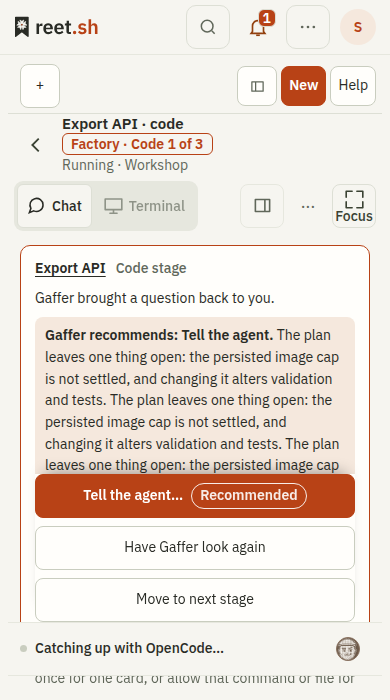 reet.sh
1
S
+
New
Help
Export API · code
Factory · Code 1 of 3
Running · Workshop
Chat
Terminal
Focus
Export API Code stage
Gaffer brought a question back to you.
Gaffer recommends: Tell the agent. The plan
leaves one thing open: the persisted image cap
is not settled, and changing it alters validation
and tests. The plan leaves one thing open: the
persisted image cap is not settled, and
changing it alters validation and tests. The plan
leaves one thing open: the persisted image cap
Tell the agent... Recommended
Have Gaffer look again
Move to next stage
Catching up with OpenCode...
once for one card, or allow that command or file for